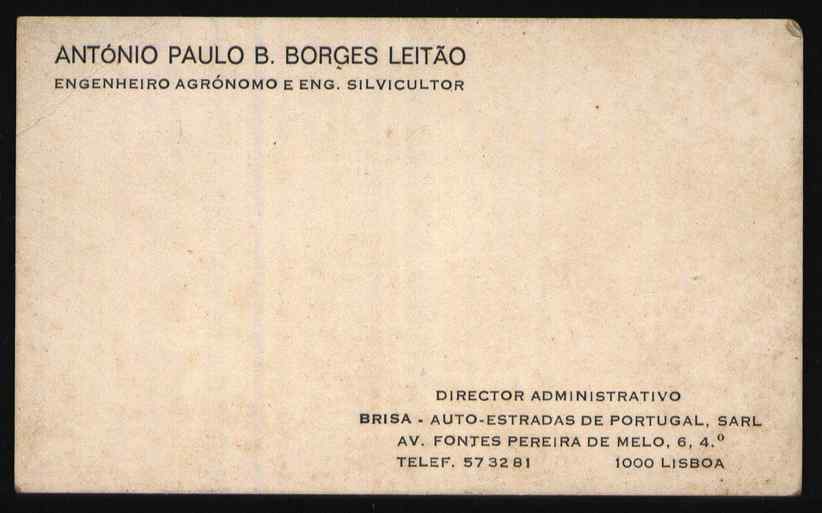 ANTÓNIO PAULO B. BORGES LEITÃO
ENGENHEIRO AGRÓNOMO E ENG. SILVICULTOR
DIRECTOR ADMINISTRATIVO
BRISA - AUTO-ESTRADAS DE PORTUGAL, SARL
AV. FONTES PEREIRA DE MELO, 6, 4.º
TELEF. 57 32 81 1000 LISBOA